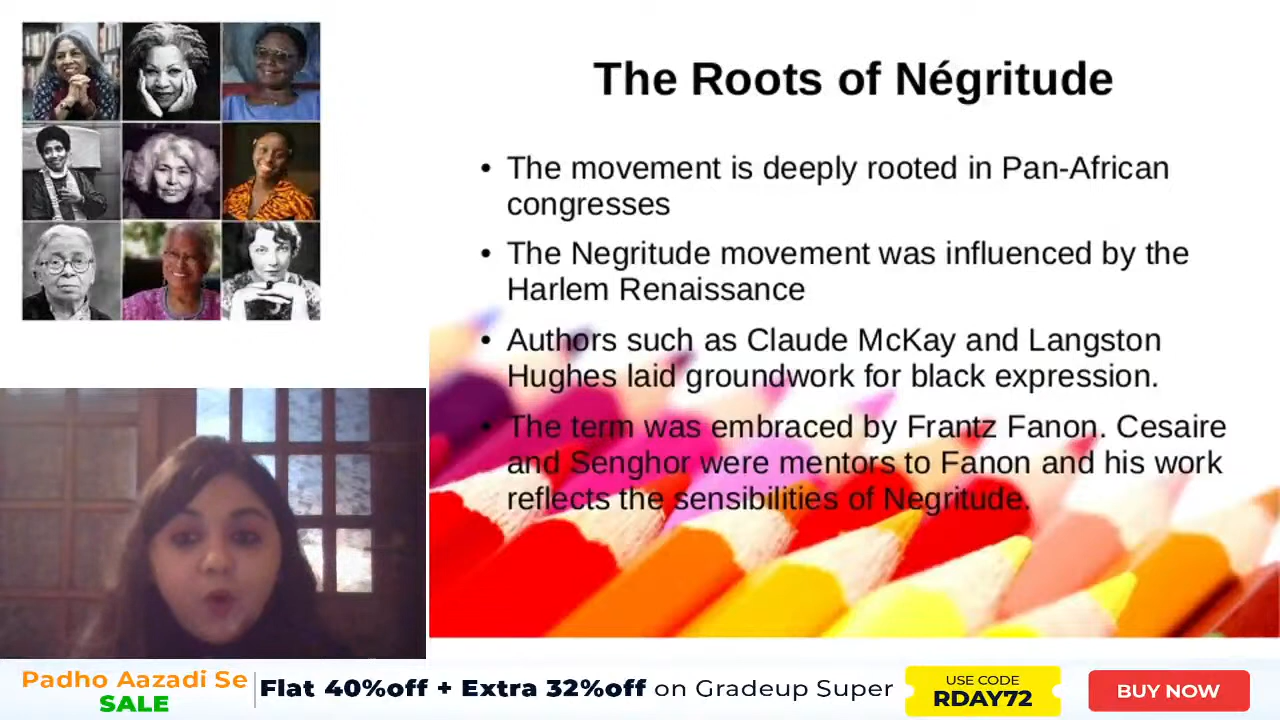 The Roots of Négritude
• The movement is deeply rooted in Pan-African
congresses
• The Negritude movement was influenced by the
Harlem Renaissance
• Authors such as Claude McKay and Langston
Hughes laid groundwork for black expression.
• The term was embraced by Frantz Fanon. Cesaire
and Senghor were mentors to Fanon and his work
reflects the sensibilities of Negritude.
Padho Aazadi Se
SALE
Flat 40%off + Extra 32%off on Gradeup Super
USE CODE
RDAY72
BUY NOW